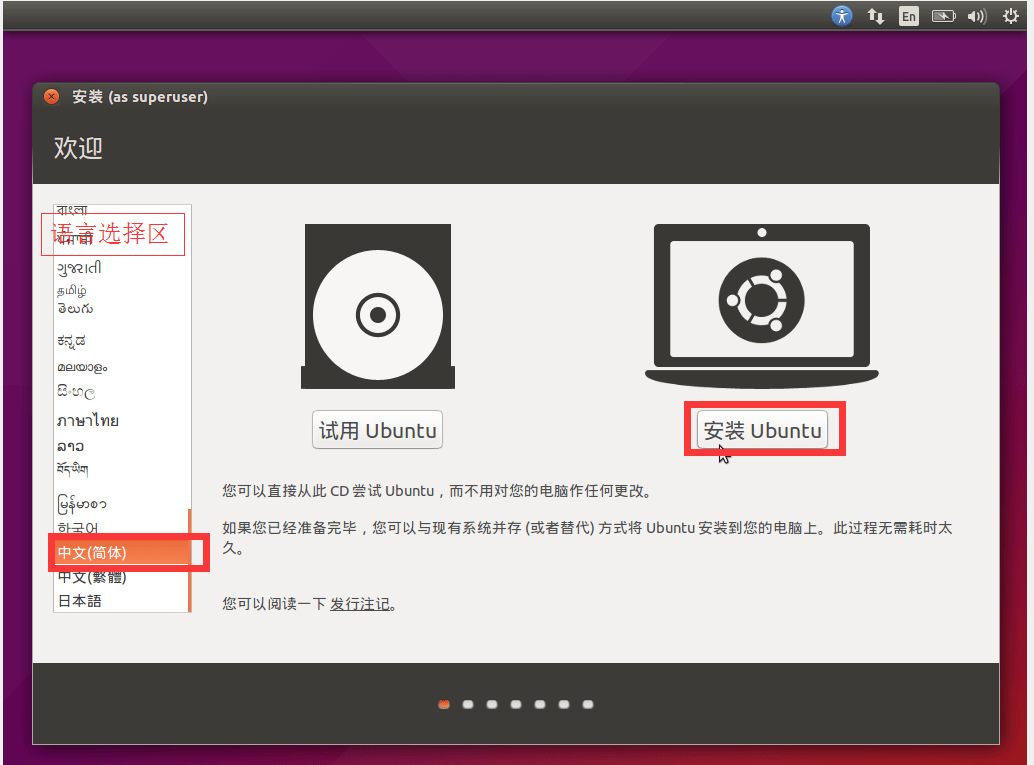 En
安装 (as superuser)
欢迎
বাংলা
语言选择区
ગુજરાતી
தமிழ்
తెలుగు
ಕನ್ನಡ
മലയാളം
සිංහල
ภาษาไทย
ລາວ
བོད་ཡིག
မြန်မာစာ
한국어
中文(简体)
中文(繁體)
日本語
试用 Ubuntu
安装 Ubuntu
您可以直接从此 CD 尝试 Ubuntu，而不用对您的电脑作任何更改。
如果您已经准备完毕，您可以与现有系统并存 (或者替代) 方式将 Ubuntu 安装到您的电脑上。此过程无需耗时太
久。
您可以阅读一下 发行注记。